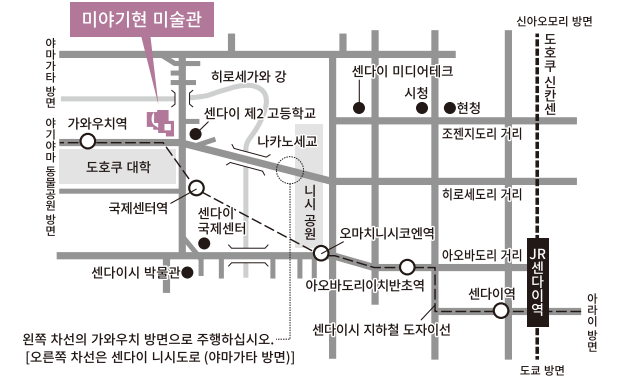 미야기현 미술관
신아오모리 방면
야마가타 방면
도호쿠 신칸센
히로세가와 강
센다이 미디어테크
시청
현청
센다이 제2 고등학교
가와우치역
조젠지도리 거리
나카노세교
야기야마 동물공원 방면
도호쿠 대학
니시 공원
히로세도리 거리
국제센터역
센다이
국제센터
오마치니시코엔역
아오바도리 거리
JR센다이역
센다이시 박물관
아오바도리이치반초역
센다이역
아라이 방면
센다이시 지하철 도자이선
왼쪽 차선의 가와우치 방면으로 주행하십시오.
[오른쪽 차선은 센다이 니시도로 (야마가타 방면)]
도쿄 방면